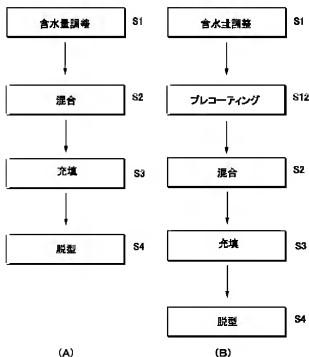 含水量調整 S1
混合 S2
充填 S3
脱型 S4
(A)
含水量調整 S1
プレコーティング S12
混合 S2
充填 S3
脱型 S4
(B)